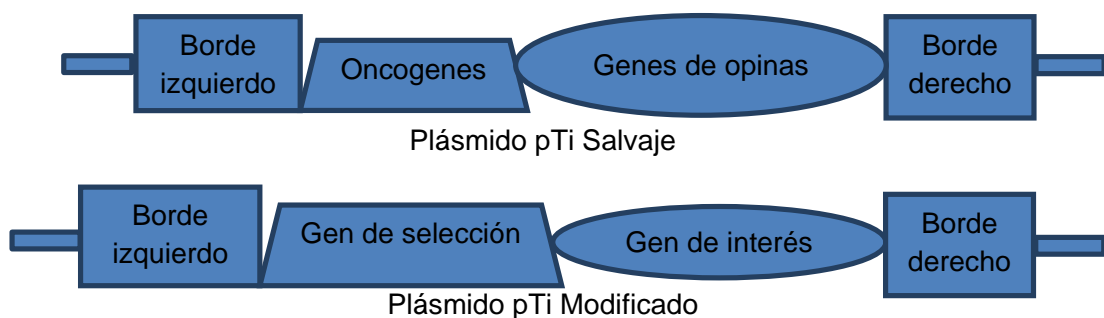 Borde
izquierdo
Oncogenes
Genes de opinas
Borde
derecho
Plásmido pTi Salvaje
Borde
izquierdo
Gen de selección
Gen de interés
Borde
derecho
Plásmido pTi Modificado